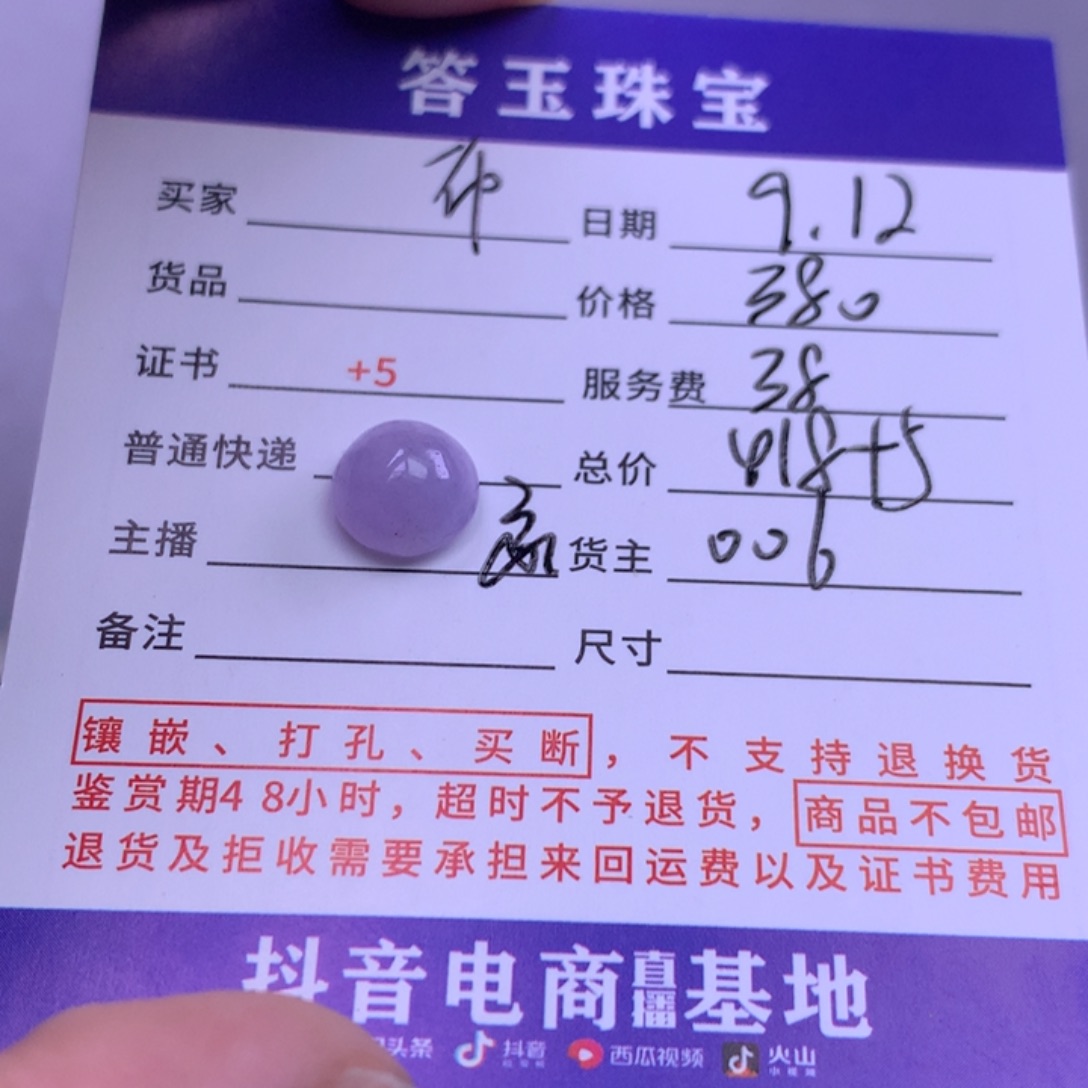 答玉珠宝
买家 日期 9.12
货品 价格 380
证书 +5 服务费 38
普通快递 总价 418+5
主播 货主 006
备注 尺寸
镶嵌、打孔、买断，不支持退换货
鉴赏期48小时，超时不予退货，商品不包邮
退货及拒收需要承担来回运费以及证书费用
抖音电商直播基地
头条 抖音 西瓜视频 火山